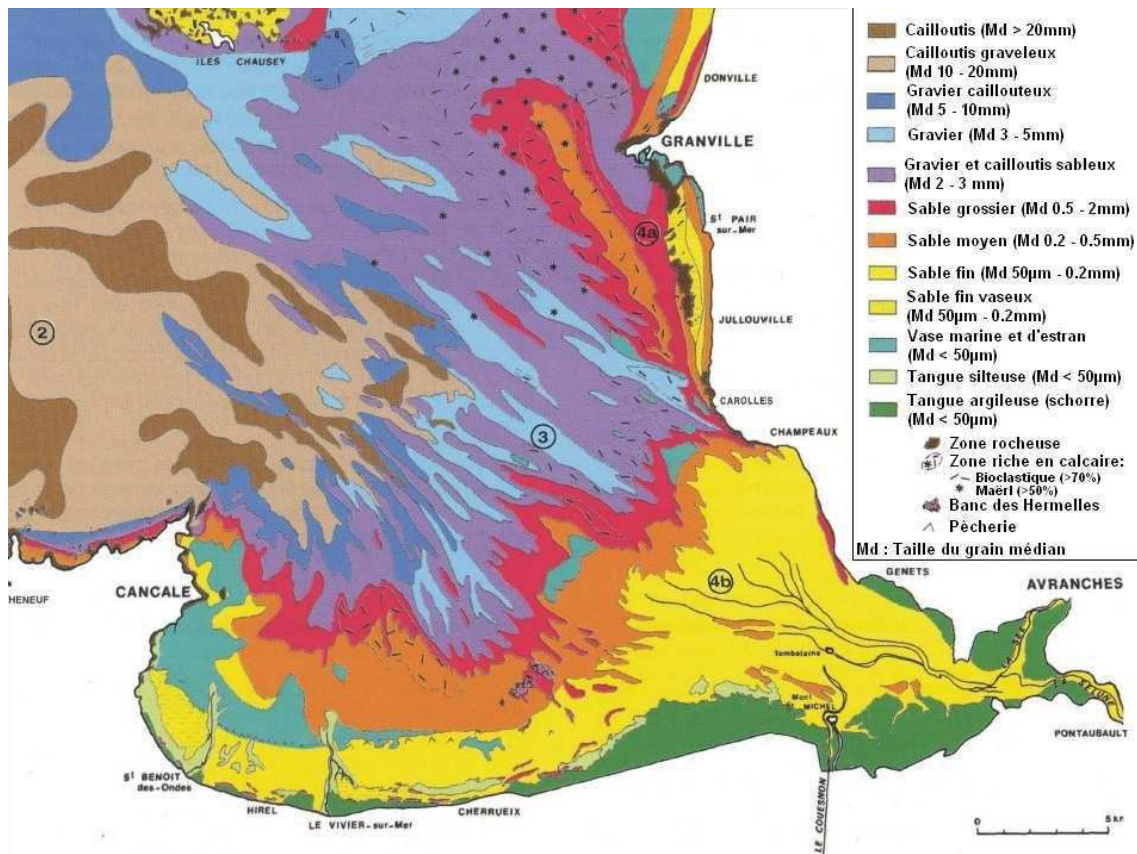 ILES CHAUSEY
DONVILLE
GRANVILLE
4a
St PAIR
sur-Mer
2
JULLOUVILLE
CAROLLES
3
CHAMPEAUX
CANCALE
HENEUF
4b
GENETS
AVRANCHES
LA SÉE
Tombelaine
LA SÉLUNE
Mont
St MICHEL
PONTAUBAULT
St BENOIT
des-Ondes
HIREL
CHERRUEIX
LE VIVIER-sur-Mer
LE COUESNON
0 5 km
Cailloutis (Md > 20mm)
Cailloutis graveleux
(Md 10 - 20mm)
Gravier caillouteux
(Md 5 - 10mm)
Gravier (Md 3 - 5mm)
Gravier et cailloutis sableux
(Md 2 - 3 mm)
Sable grossier (Md 0.5 - 2mm)
Sable moyen (Md 0.2 - 0.5mm)
Sable fin (Md 50µm - 0.2mm)
Sable fin vaseux
(Md 50µm - 0.2mm)
Vase marine et d'estran
(Md < 50µm)
Tangue silteuse (Md < 50µm)
Tangue argileuse (schorre)
(Md < 50µm)
Zone rocheuse
Zone riche en calcaire:
Bioclastique (>70%)
Maërl (>50%)
Banc des Hermelles
Pêcherie
Md : Taille du grain médian